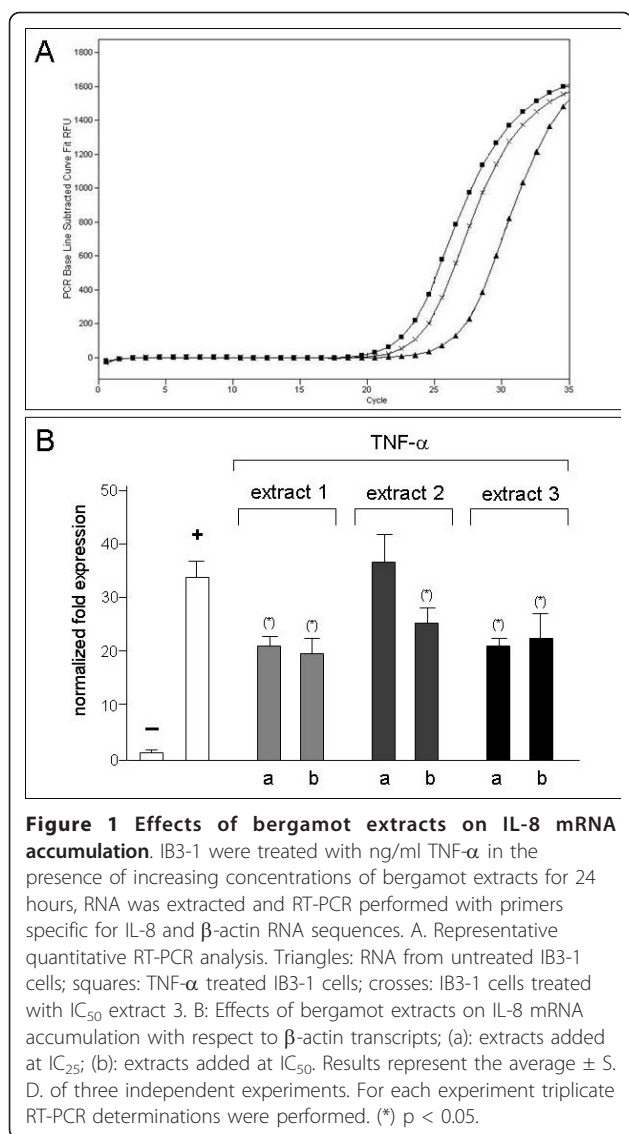 A
PCR Base Line Subtracted Curve Fit RFU
1800
1600
1400
1200
1000
800
600
400
200
0
0 5 10 15 20 25 30 35
Cycle
B
TNF-α
extract 1 extract 2 extract 3
normalized fold expression
50
40
30
20
10
0
− + (*) (*) (*) (*) (*)
a b a b a b
Figure 1 Effects of bergamot extracts on IL-8 mRNA
accumulation. IB3-1 were treated with ng/ml TNF-α in the
presence of increasing concentrations of bergamot extracts for 24
hours, RNA was extracted and RT-PCR performed with primers
specific for IL-8 and β-actin RNA sequences. A. Representative
quantitative RT-PCR analysis. Triangles: RNA from untreated IB3-1
cells; squares: TNF-α treated IB3-1 cells; crosses: IB3-1 cells treated
with IC₅₀ extract 3. B: Effects of bergamot extracts on IL-8 mRNA
accumulation with respect to β-actin transcripts; (a): extracts added
at IC₂₅; (b): extracts added at IC₅₀. Results represent the average ± S.
D. of three independent experiments. For each experiment triplicate
RT-PCR determinations were performed. (*) p < 0.05.